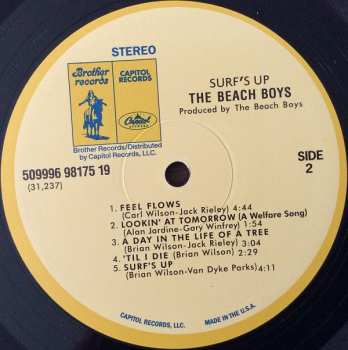 STEREO
Brother records
CAPITOL RECORDS
Capitol
Brother Records/Distributed
by Capitol Records, LLC.
SURF'S UP
THE BEACH BOYS
Produced by The Beach Boys
509996 98175 19
(31,237)
SIDE
2
1. FEEL FLOWS
(Carl Wilson-Jack Rieley) 4:44
2. LOOKIN' AT TOMORROW (A Welfare Song)
(Alan Jardine-Gary Winfrey) 1:54
3. A DAY IN THE LIFE OF A TREE
(Brian Wilson-Jack Rieley) 3:04
4. 'TIL I DIE (Brian Wilson) 2:29
5. SURF'S UP
(Brian Wilson-Van Dyke Parks) 4:11
CAPITOL RECORDS, LLC.
MADE IN THE U.S.A.